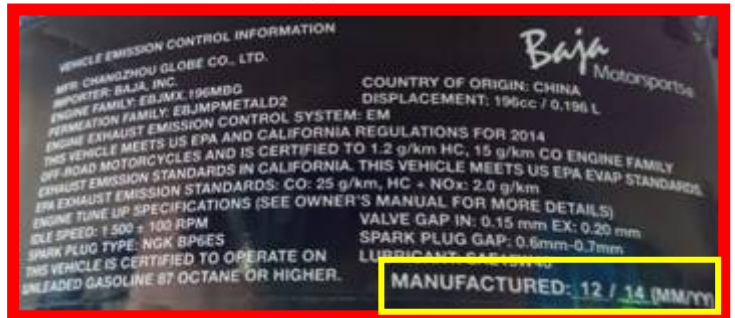 VEHICLE EMISSION CONTROL INFORMATION
Baja
Motorsports®
MFR: CHANGZHOU GLOBE CO., LTD.
IMPORTER: BAJA, INC.
COUNTRY OF ORIGIN: CHINA
ENGINE FAMILY: EBJMX.196MBG
DISPLACEMENT: 196cc / 0.196 L
PERMEATION FAMILY: EBJMPMETALD2
ENGINE EXHAUST EMISSION CONTROL SYSTEM: EM
THIS VEHICLE MEETS US EPA AND CALIFORNIA REGULATIONS FOR 2014
OFF-ROAD MOTORCYCLES AND IS CERTIFIED TO 1.2 g/km HC, 15 g/km CO ENGINE FAMILY
EXHAUST EMISSION STANDARDS IN CALIFORNIA. THIS VEHICLE MEETS US EPA EVAP STANDARDS.
EPA EXHAUST EMISSION STANDARDS: CO: 25 g/km, HC + NOx: 2.0 g/km
ENGINE TUNE UP SPECIFICATIONS (SEE OWNER'S MANUAL FOR MORE DETAILS)
IDLE SPEED: 1500 ± 100 RPM
VALVE GAP IN: 0.15 mm EX: 0.20 mm
SPARK PLUG TYPE: NGK BP6ES
SPARK PLUG GAP: 0.6mm-0.7mm
THIS VEHICLE IS CERTIFIED TO OPERATE ON
LUBRICANT:
UNLEADED GASOLINE 87 OCTANE OR HIGHER.
MANUFACTURED: 12 / 14 (MM/YY)